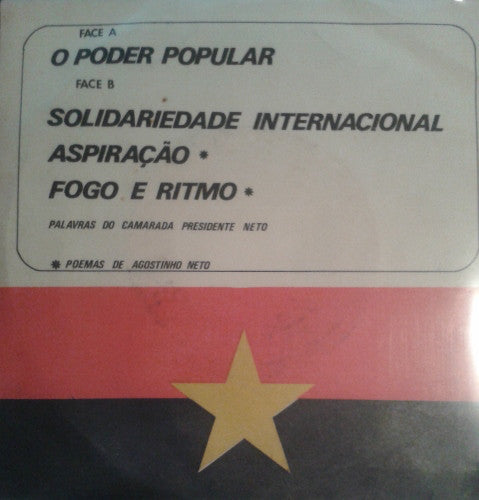 FACE A
O PODER POPULAR
FACE B
SOLIDARIEDADE INTERNACIONAL
ASPIRAÇÃO *
FOGO E RITMO *
PALAVRAS DO CAMARADA PRESIDENTE NETO
* POEMAS DE AGOSTINHO NETO